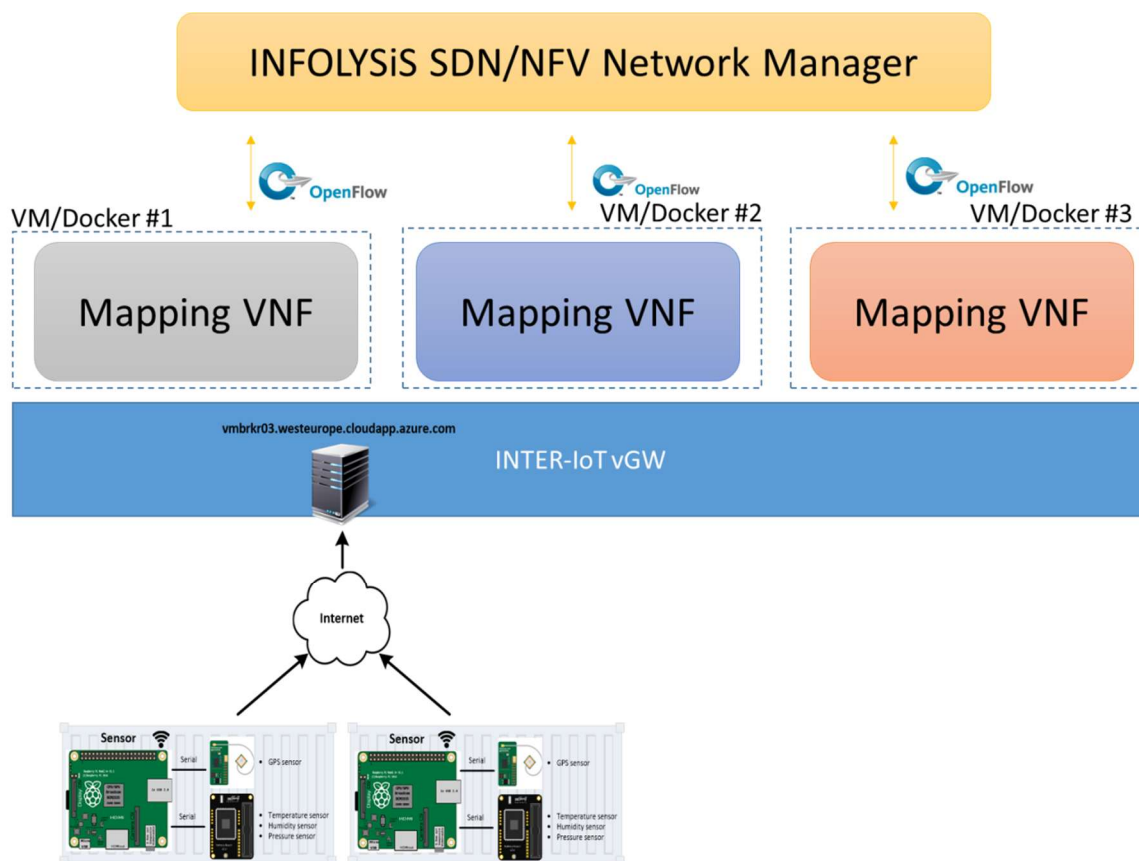 INFOLYSiS SDN/NFV Network Manager
OpenFlow
OpenFlow
OpenFlow
VM/Docker #1
VM/Docker #2
VM/Docker #3
Mapping VNF
Mapping VNF
Mapping VNF
vmbrkr03.westeurope.cloudapp.azure.com
INTER-IoT vGW
Internet
Sensor
Serial
• GPS sensor
Serial
• Temperature sensor
• Humidity sensor
• Pressure sensor
Sensor
Serial
• GPS sensor
Serial
• Temperature sensor
• Humidity sensor
• Pressure sensor